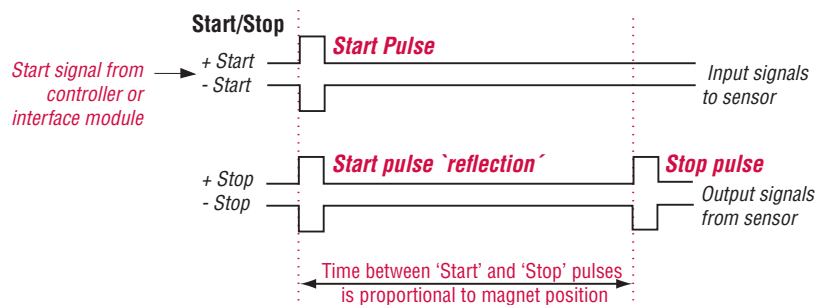 Start/Stop
Start signal from
controller or
interface module
+ Start
- Start
Start Pulse
Input signals
to sensor
+ Stop
- Stop
Start pulse `reflection´
Stop pulse
Output signals
from sensor
Time between ‘Start’ and ‘Stop’ pulses
is proportional to magnet position